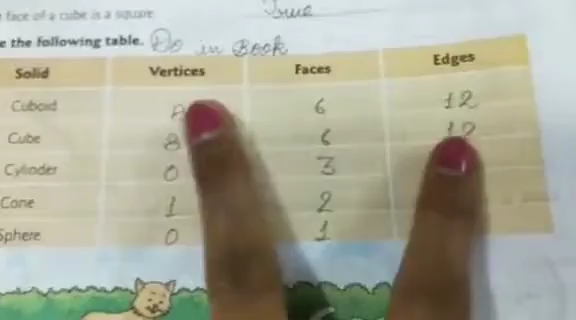 face of a cube is a square True
e the following table. Do in Book
Solid Vertices Faces Edges
Cuboid 6 12
Cube 8 6 12
Cylinder 0 3
Cone 1 2
Sphere 0 1